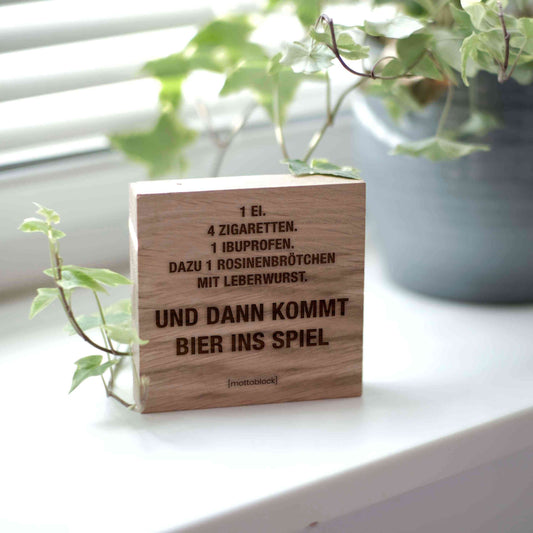 1 EI.
4 ZIGARETTEN.
1 IBUPROFEN.
DAZU 1 ROSINENBRÖTCHEN
MIT LEBERWURST.
UND DANN KOMMT
BIER INS SPIEL
[mottoblock]